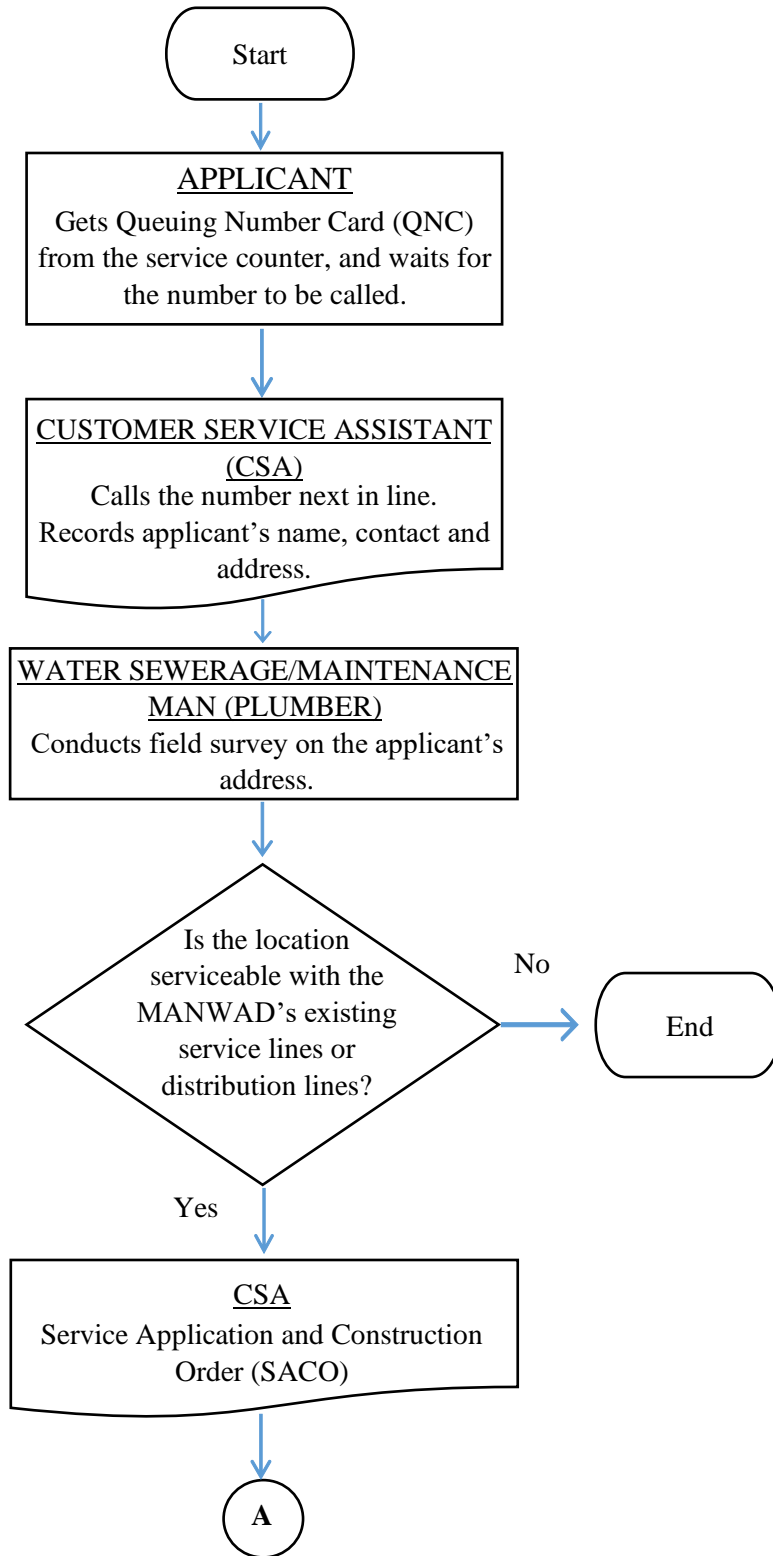 Start
APPLICANT
Gets Queuing Number Card (QNC)
from the service counter, and waits for
the number to be called.
CUSTOMER SERVICE ASSISTANT
(CSA)
Calls the number next in line.
Records applicant’s name, contact and
address.
WATER SEWERAGE/MAINTENANCE
MAN (PLUMBER)
Conducts field survey on the applicant’s
address.
Is the location
serviceable with the
MANWAD’s existing
service lines or
distribution lines?
No
End
Yes
CSA
Service Application and Construction
Order (SACO)
A